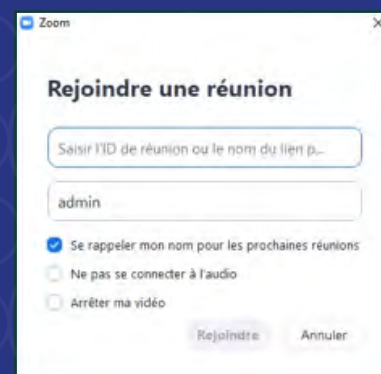 Zoom
Rejoindre une réunion
Saisir l'ID de réunion ou le nom du lien p...
admin
Se rappeler mon nom pour les prochaines réunions
Ne pas se connecter à l'audio
Arrêter ma vidéo
Rejoindre Annuler